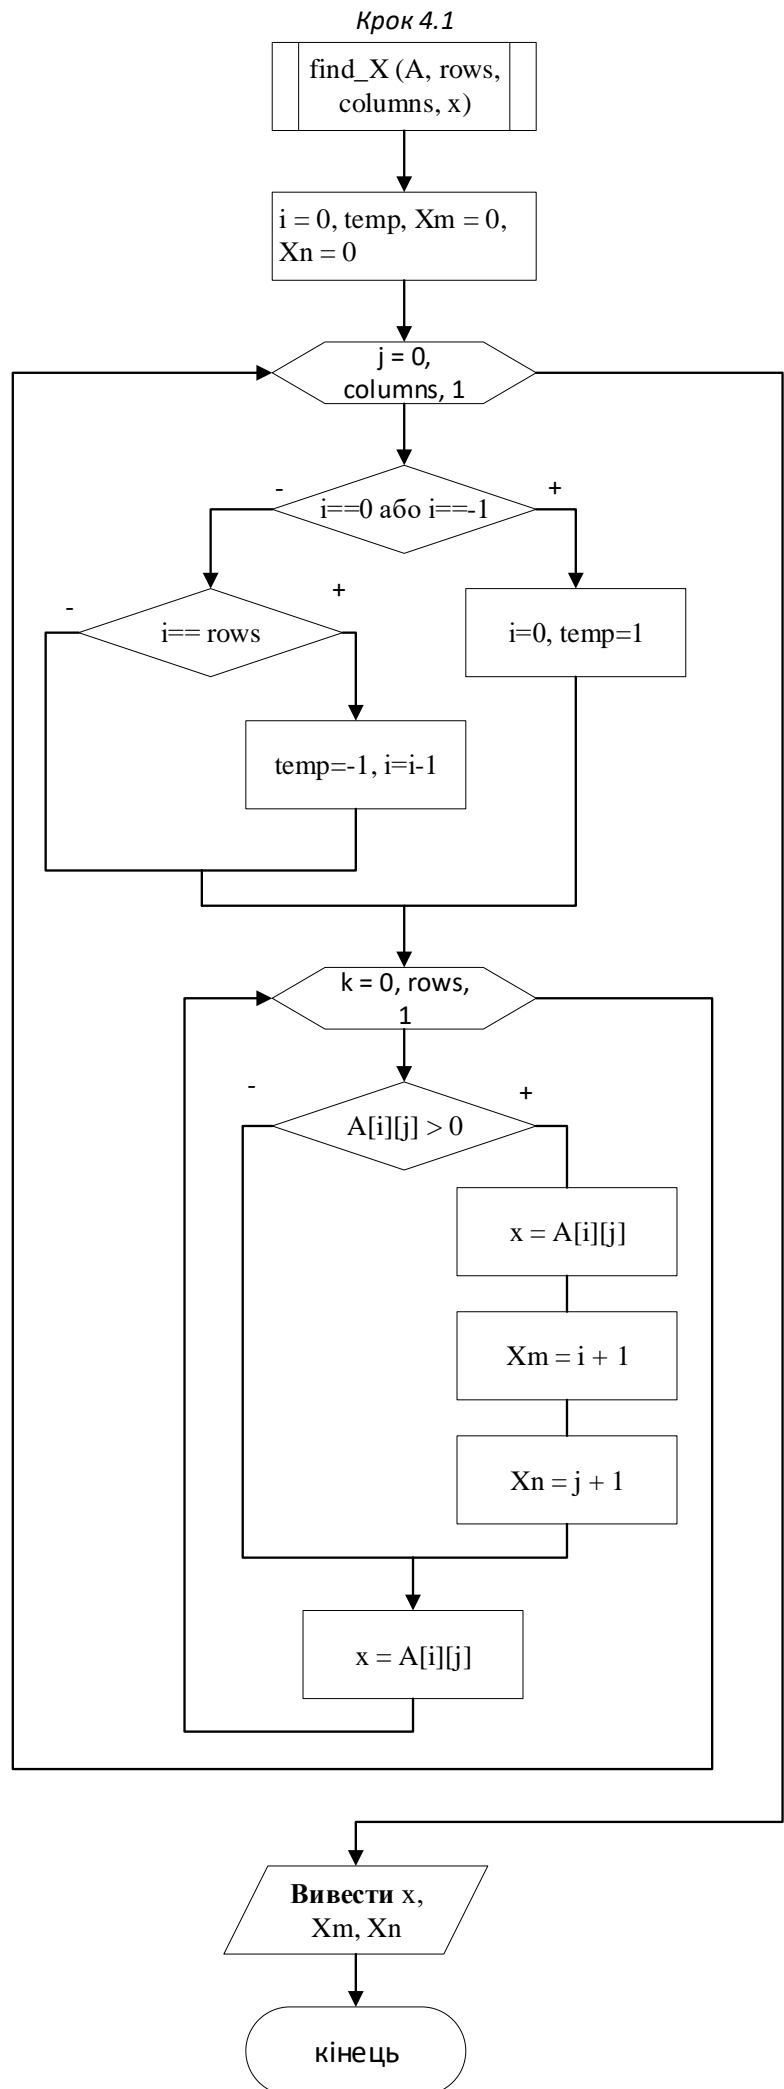 Крок 4.1
find_X (A, rows,
columns, x)
i = 0, temp, Xm = 0,
Xn = 0
j = 0,
columns, 1
-
+
i==0 або i==-1
-
+
i== rows
i=0, temp=1
temp=-1, i=i-1
k = 0, rows,
1
-
+
A[i][j] > 0
x = A[i][j]
Xm = i + 1
Xn = j + 1
x = A[i][j]
Вивести x,
Xm, Xn
кінець